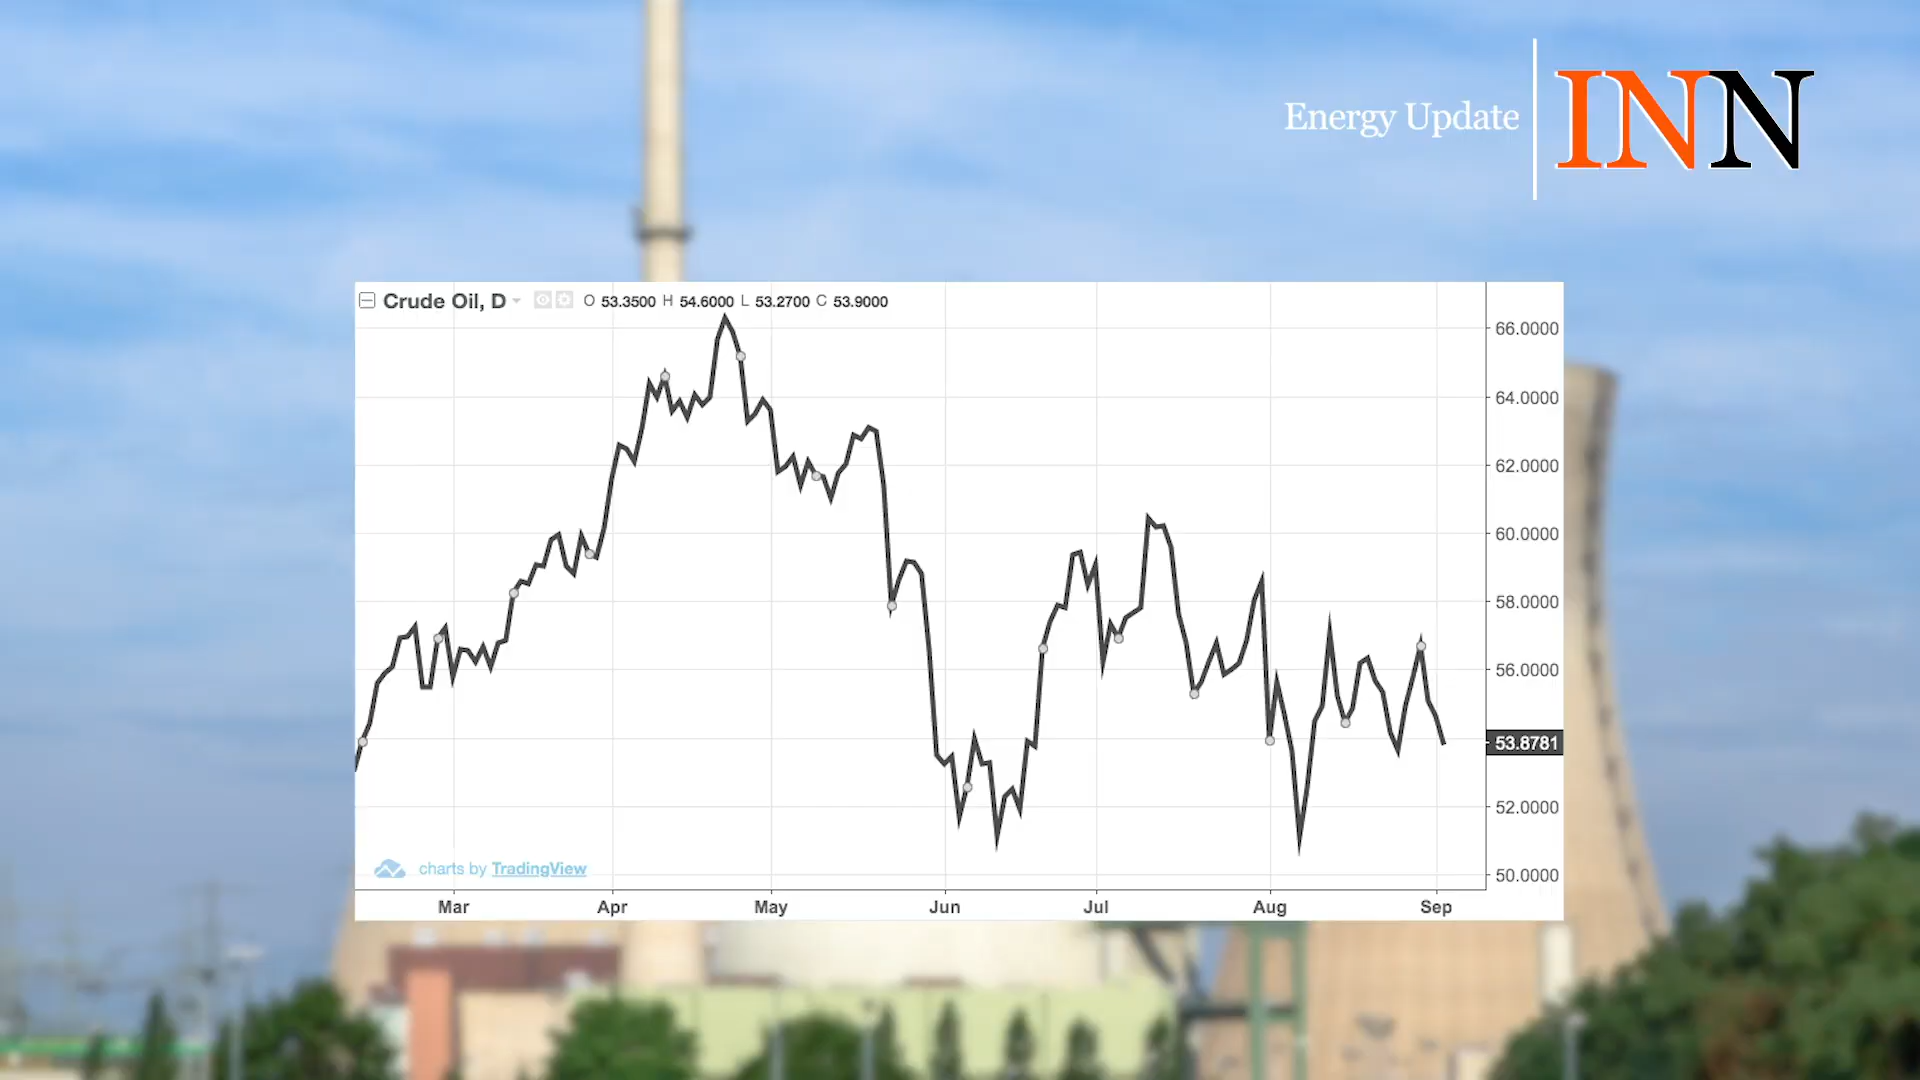 Energy Update
INN
Crude Oil, D O 53.3500 H 54.6000 L 53.2700 C 53.9000
66.0000
64.0000
62.0000
60.0000
58.0000
56.0000
53.8781
52.0000
50.0000
charts by TradingView
Mar Apr May Jun Jul Aug Sep